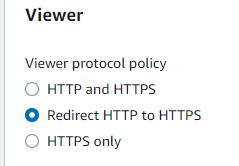 Viewer
Viewer protocol policy
HTTP and HTTPS
Redirect HTTP to HTTPS
HTTPS only